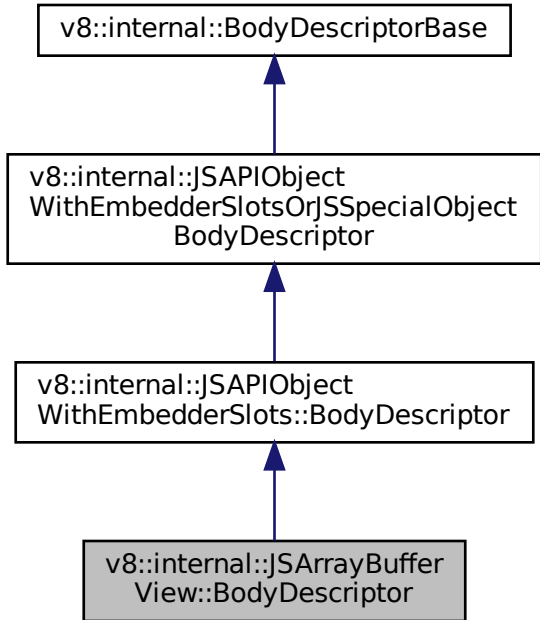 v8::internal::BodyDescriptorBase
v8::internal::JSAPIObject
WithEmbedderSlotsOrJSSpecialObject
BodyDescriptor
v8::internal::JSAPIObject
WithEmbedderSlots::BodyDescriptor
v8::internal::JSArrayBuffer
View::BodyDescriptor